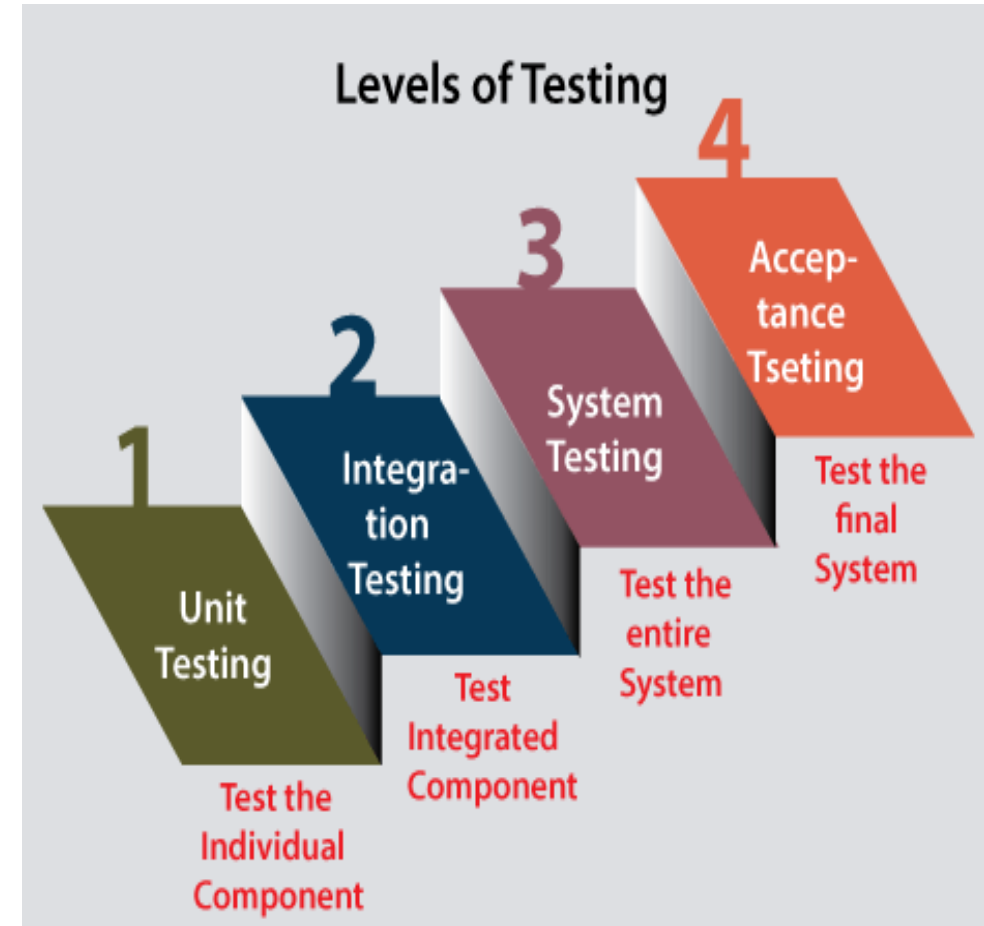 Levels of Testing
1
Unit
Testing
Test the
Individual
Component
2
Integra-
tion
Testing
Test
Integrated
Component
3
System
Testing
Test the
entire
System
4
Accep-
tance
Tseting
Test the
final
System